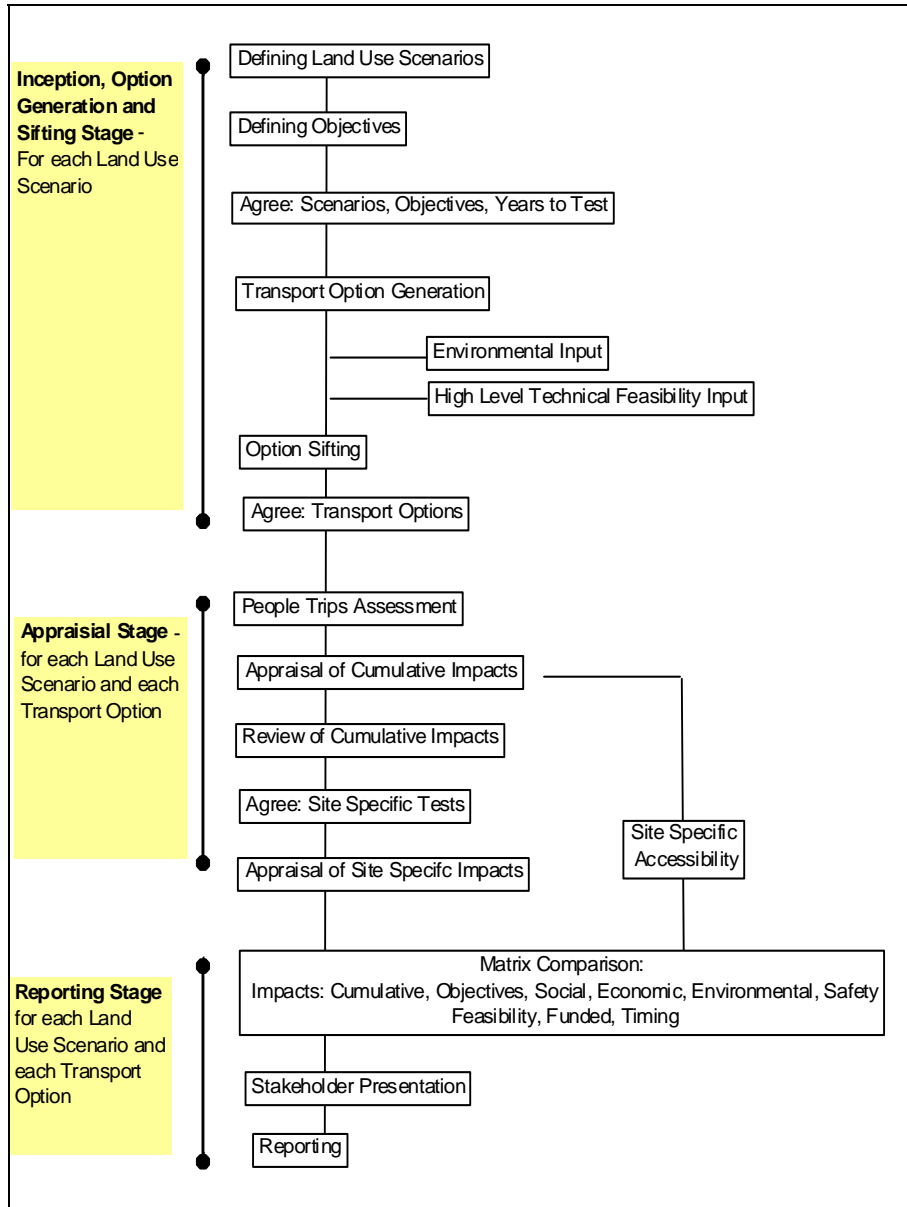 Defining Land Use Scenarios
Inception, Option
Generation and
Sifting Stage -
For each Land Use
Scenario
Defining Objectives
Agree: Scenarios, Objectives, Years to Test
Transport Option Generation
Environmental Input
High Level Technical Feasibility Input
Option Sifting
Agree: Transport Options
People Trips Assessment
Appraisial Stage -
for each Land Use
Scenario and each
Transport Option
Appraisal of Cumulative Impacts
Review of Cumulative Impacts
Agree: Site Specific Tests
Site Specific
Accessibility
Appraisal of Site Specifc Impacts
Matrix Comparison:
Impacts: Cumulative, Objectives, Social, Economic, Environmental, Safety
Feasibility, Funded, Timing
Reporting Stage
for each Land
Use Scenario and
each Transport
Option
Stakeholder Presentation
Reporting